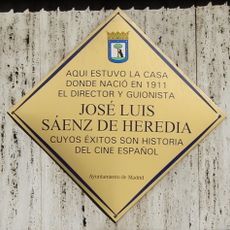 AQUI ESTUVO LA CASA
DONDE NACIÓ EN 1911
EL DIRECTOR Y GUIONISTA
JOSÉ LUIS
SÁENZ DE HEREDIA
CUYOS ÉXITOS SON HISTORIA
DEL CINE ESPAÑOL
Ayuntamiento de Madrid